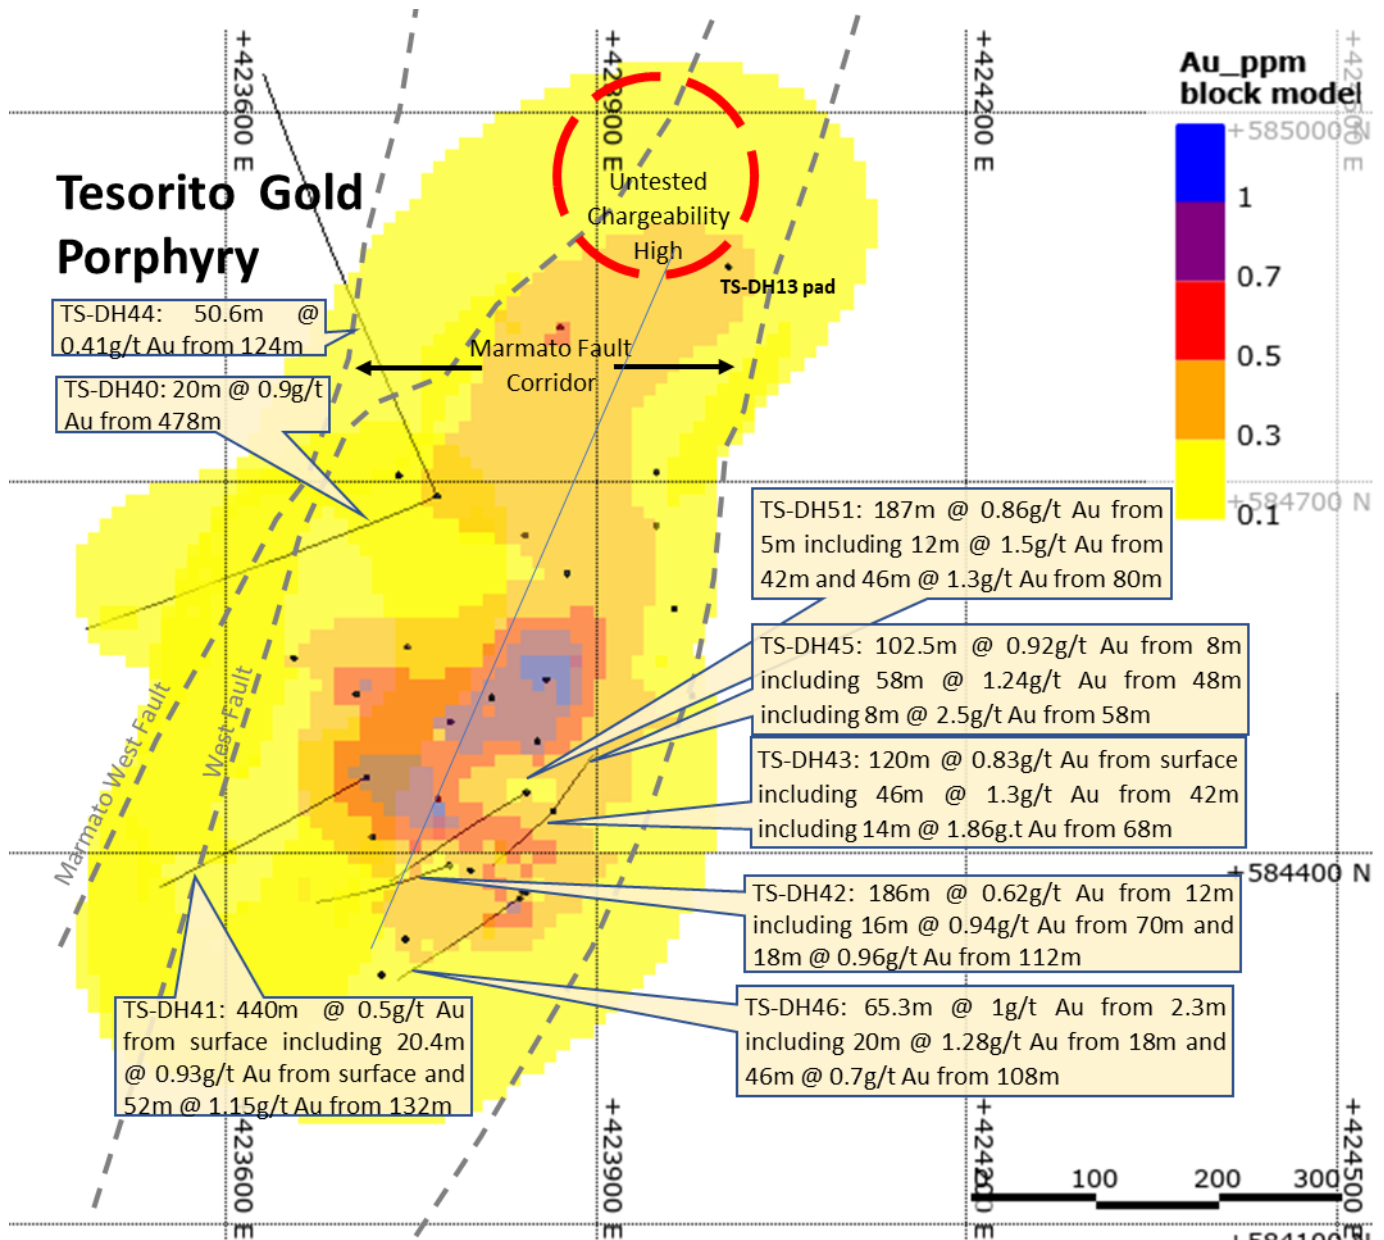 +423600 E
+423900 E
+424200 E
+424500 E
Au_ppm
block model
+585000 N
1
0.7
0.5
0.3
0.1
+584700 N
Tesorito Gold
Porphyry
Untested
Chargeability
High
TS-DH13 pad
TS-DH44: 50.6m @
0.41g/t Au from 124m
Marmato Fault
Corridor
TS-DH40: 20m @ 0.9g/t
Au from 478m
TS-DH51: 187m @ 0.86g/t Au from
5m including 12m @ 1.5g/t Au from
42m and 46m @ 1.3g/t Au from 80m
TS-DH45: 102.5m @ 0.92g/t Au from 8m
including 58m @ 1.24g/t Au from 48m
including 8m @ 2.5g/t Au from 58m
Marmato West Fault
West Fault
TS-DH43: 120m @ 0.83g/t Au from surface
including 46m @ 1.3g/t Au from 42m
including 14m @ 1.86g.t Au from 68m
+584400 N
TS-DH42: 186m @ 0.62g/t Au from 12m
including 16m @ 0.94g/t Au from 70m and
18m @ 0.96g/t Au from 112m
TS-DH46: 65.3m @ 1g/t Au from 2.3m
including 20m @ 1.28g/t Au from 18m and
46m @ 0.7g/t Au from 108m
TS-DH41: 440m @ 0.5g/t Au
from surface including 20.4m
@ 0.93g/t Au from surface and
52m @ 1.15g/t Au from 132m
+423600 E
+423900 E
+424200 E
+424500 E
100
200
300
+584100 N